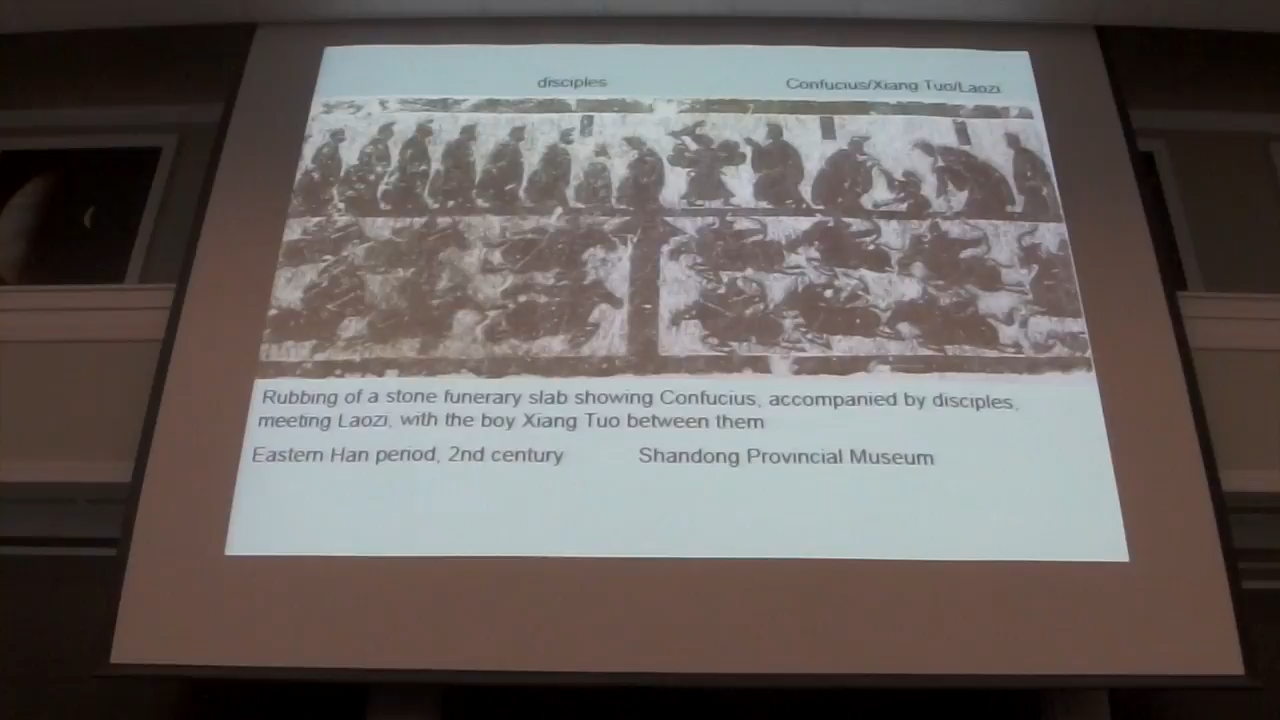 disciples
Confucius/Xiang Tuo/Laozi
Rubbing of a stone funerary slab showing Confucius, accompanied by disciples,
meeting Laozi, with the boy Xiang Tuo between them
Eastern Han period, 2nd century
Shandong Provincial Museum